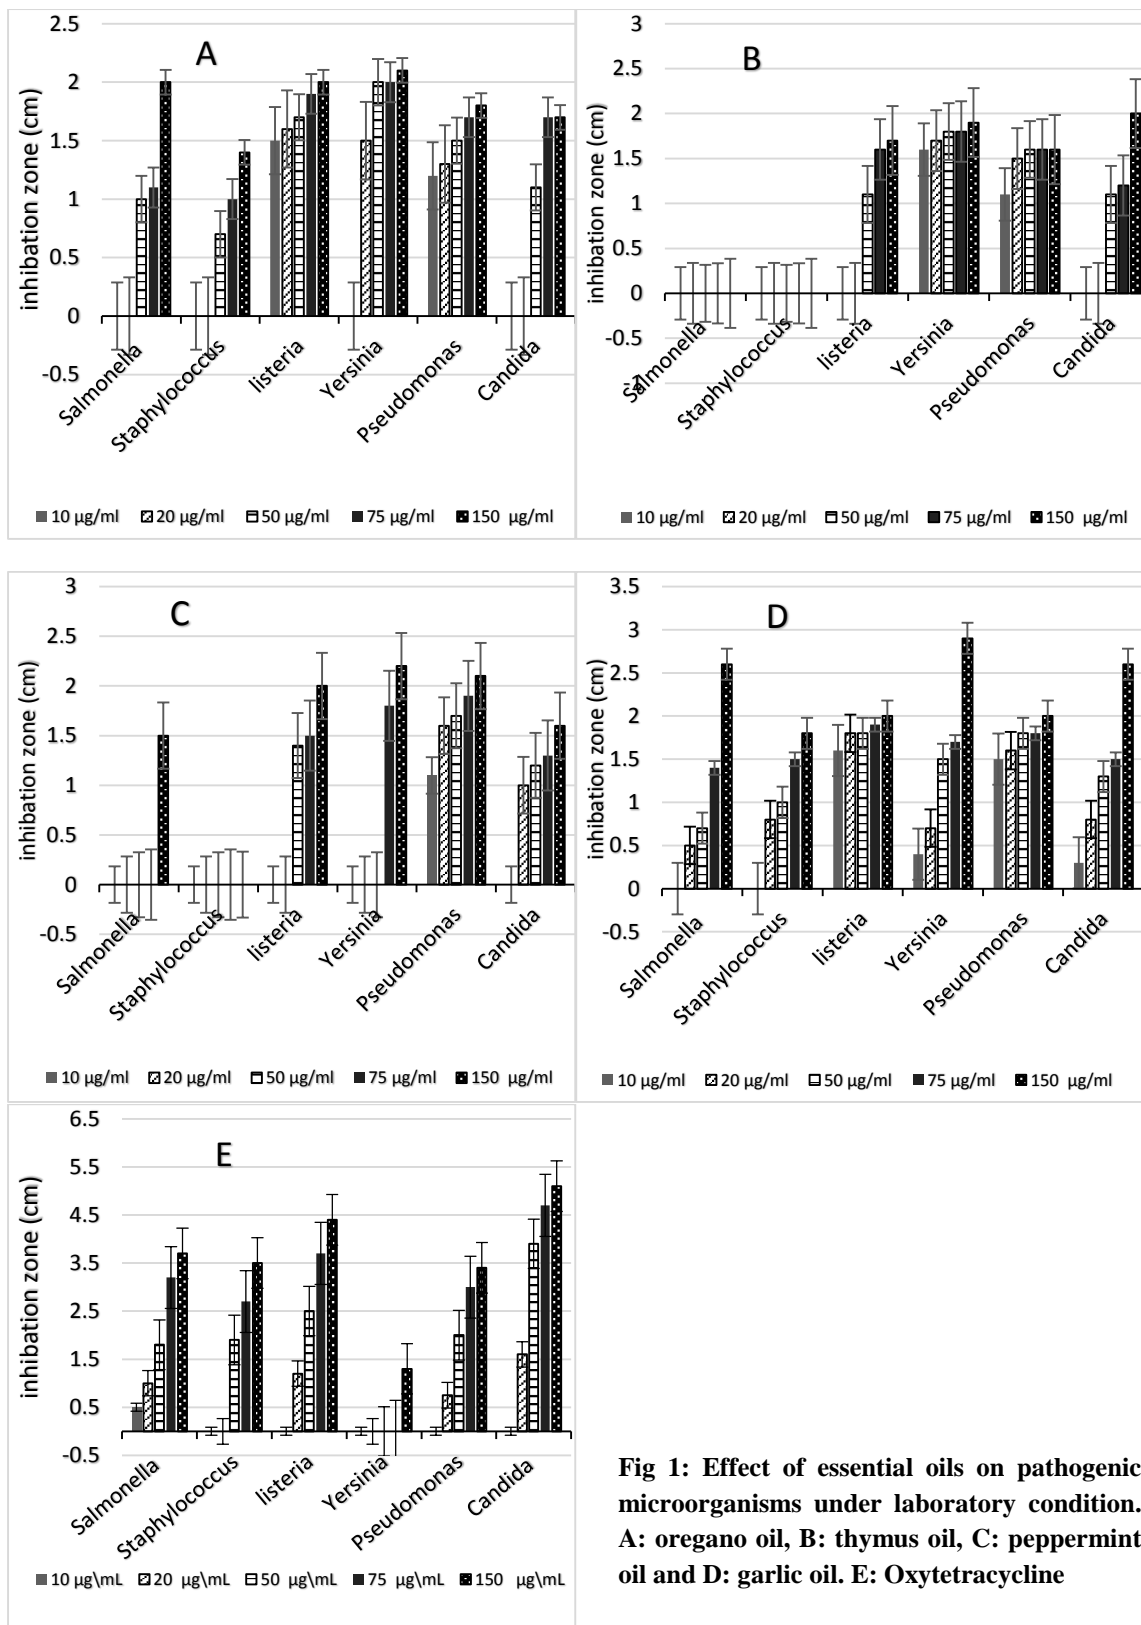 A
inhibation zone (cm)
2.5
2
1.5
1
0.5
0
-0.5
Salmonella
Staphylococcus
listeria
Yersinia
Pseudomonas
Candida
10 µg/ml 20 µg/ml 50 µg/ml 75 µg/ml 150 µg/ml
B
inhibation zone (cm)
3
2.5
2
1.5
1
0.5
0
-0.5
-1
Salmonella
Staphylococcus
listeria
Yersinia
Pseudomonas
Candida
10 µg/ml 20 µg/ml 50 µg/ml 75 µg/ml 150 µg/ml
C
inhibation zone (cm)
3
2.5
2
1.5
1
0.5
0
-0.5
Salmonella
Staphylococcus
listeria
Yersinia
Pseudomonas
Candida
10 µg/ml 20 µg/ml 50 µg/ml 75 µg/ml 150 µg/ml
D
inhibation zone (cm)
3.5
3
2.5
2
1.5
1
0.5
0
-0.5
Salmonella
Staphylococcus
listeria
Yersinia
Pseudomonas
Candida
10 µg/ml 20 µg/ml 50 µg/ml 75 µg/ml 150 µg/ml
E
inhibation zone (cm)
6.5
5.5
4.5
3.5
2.5
1.5
0.5
-0.5
Salmonella
Staphylococcus
listeria
Yersinia
Pseudomonas
Candida
10 µg\mL 20 µg\mL 50 µg\mL 75 µg\mL 150 µg\mL
Fig 1: Effect of essential oils on pathogenic
microorganisms under laboratory condition.
A: oregano oil, B: thymus oil, C: peppermint
oil and D: garlic oil. E: Oxytetracycline